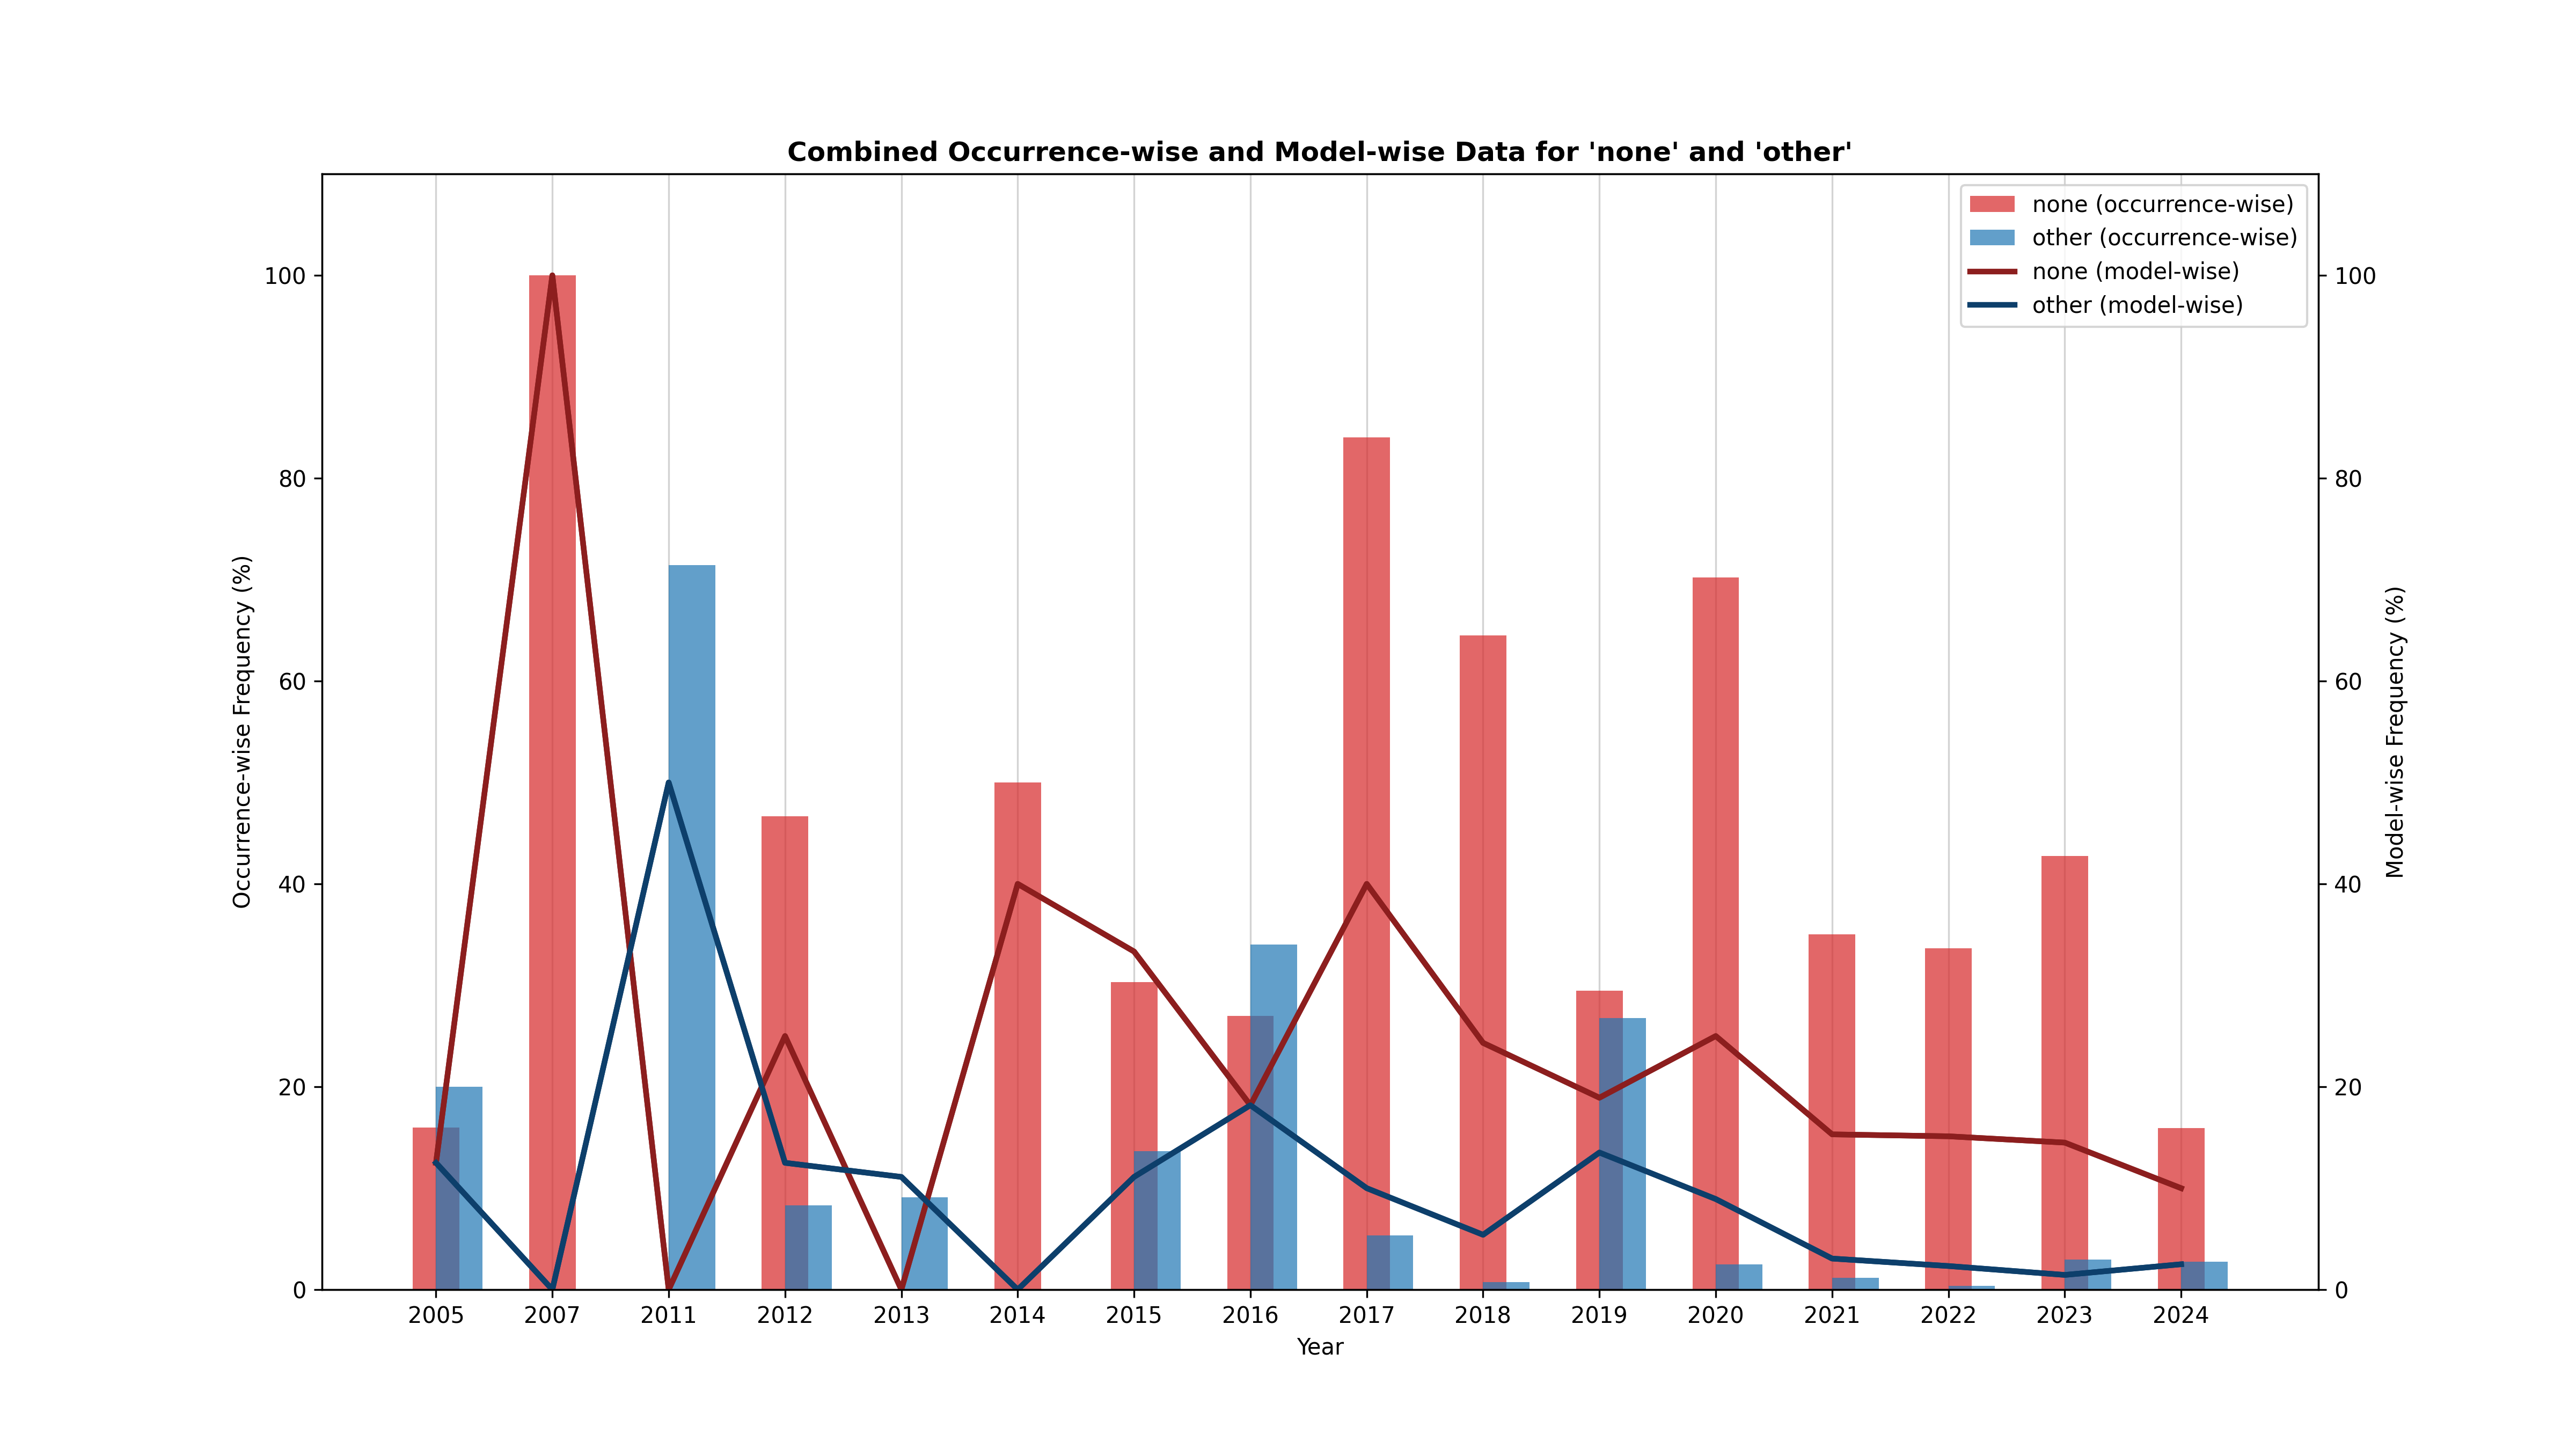 Combined Occurrence-wise and Model-wise Data for 'none' and 'other'
none (occurrence-wise)
other (occurrence-wise)
none (model-wise)
other (model-wise)
Occurrence-wise Frequency (%)
100
80
60
40
20
0
Model-wise Frequency (%)
100
80
60
40
20
0
2005 2007 2011 2012 2013 2014 2015 2016 2017 2018 2019 2020 2021 2022 2023 2024
Year